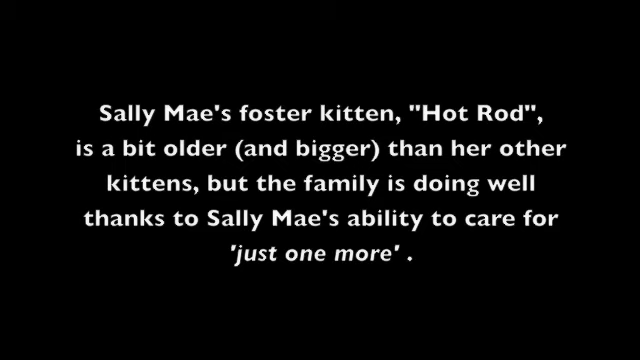 Sally Mae's foster kitten, "Hot Rod",
is a bit older (and bigger) than her other
kittens, but the family is doing well
thanks to Sally Mae's ability to care for
'just one more' .